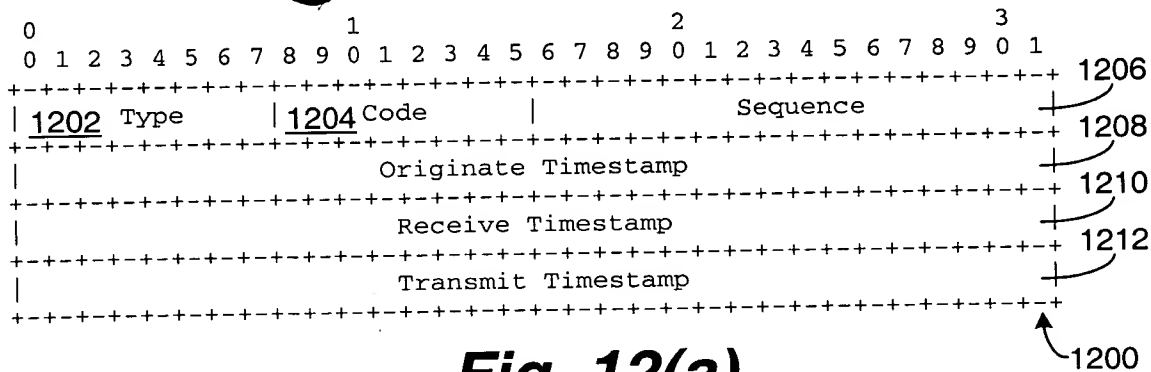 0 1 2 3
0 1 2 3 4 5 6 7 8 9 0 1 2 3 4 5 6 7 8 9 0 1 2 3 4 5 6 7 8 9 0 1
+-+-+-+-+-+-+-+-+-+-+-+-+-+-+-+-+-+-+-+-+-+-+-+-+-+-+-+-+-+-+-+-+ 1206
| 1202 Type | 1204 Code | Sequence |
+-+-+-+-+-+-+-+-+-+-+-+-+-+-+-+-+-+-+-+-+-+-+-+-+-+-+-+-+-+-+-+-+ 1208
| Originate Timestamp |
+-+-+-+-+-+-+-+-+-+-+-+-+-+-+-+-+-+-+-+-+-+-+-+-+-+-+-+-+-+-+-+-+ 1210
| Receive Timestamp |
+-+-+-+-+-+-+-+-+-+-+-+-+-+-+-+-+-+-+-+-+-+-+-+-+-+-+-+-+-+-+-+-+ 1212
| Transmit Timestamp |
+-+-+-+-+-+-+-+-+-+-+-+-+-+-+-+-+-+-+-+-+-+-+-+-+-+-+-+-+-+-+-+-+
Fig. 12(a) 1200